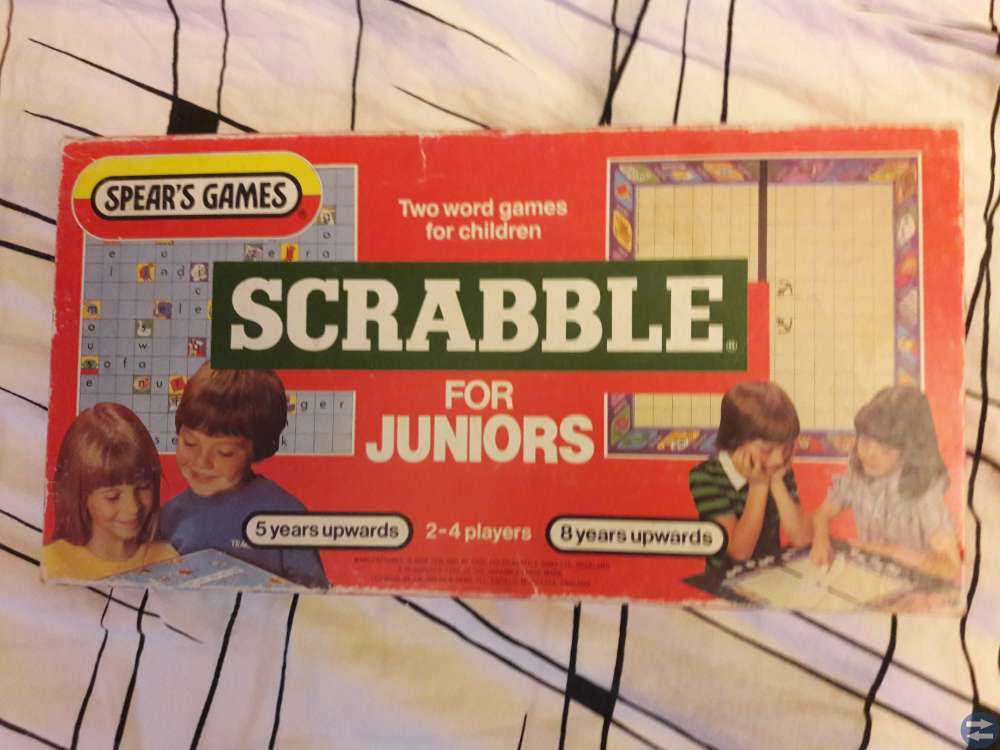 SPEAR'S GAMES
Two word games
for children
SCRABBLE
FOR
JUNIORS
5 years upwards
2-4 players
8 years upwards